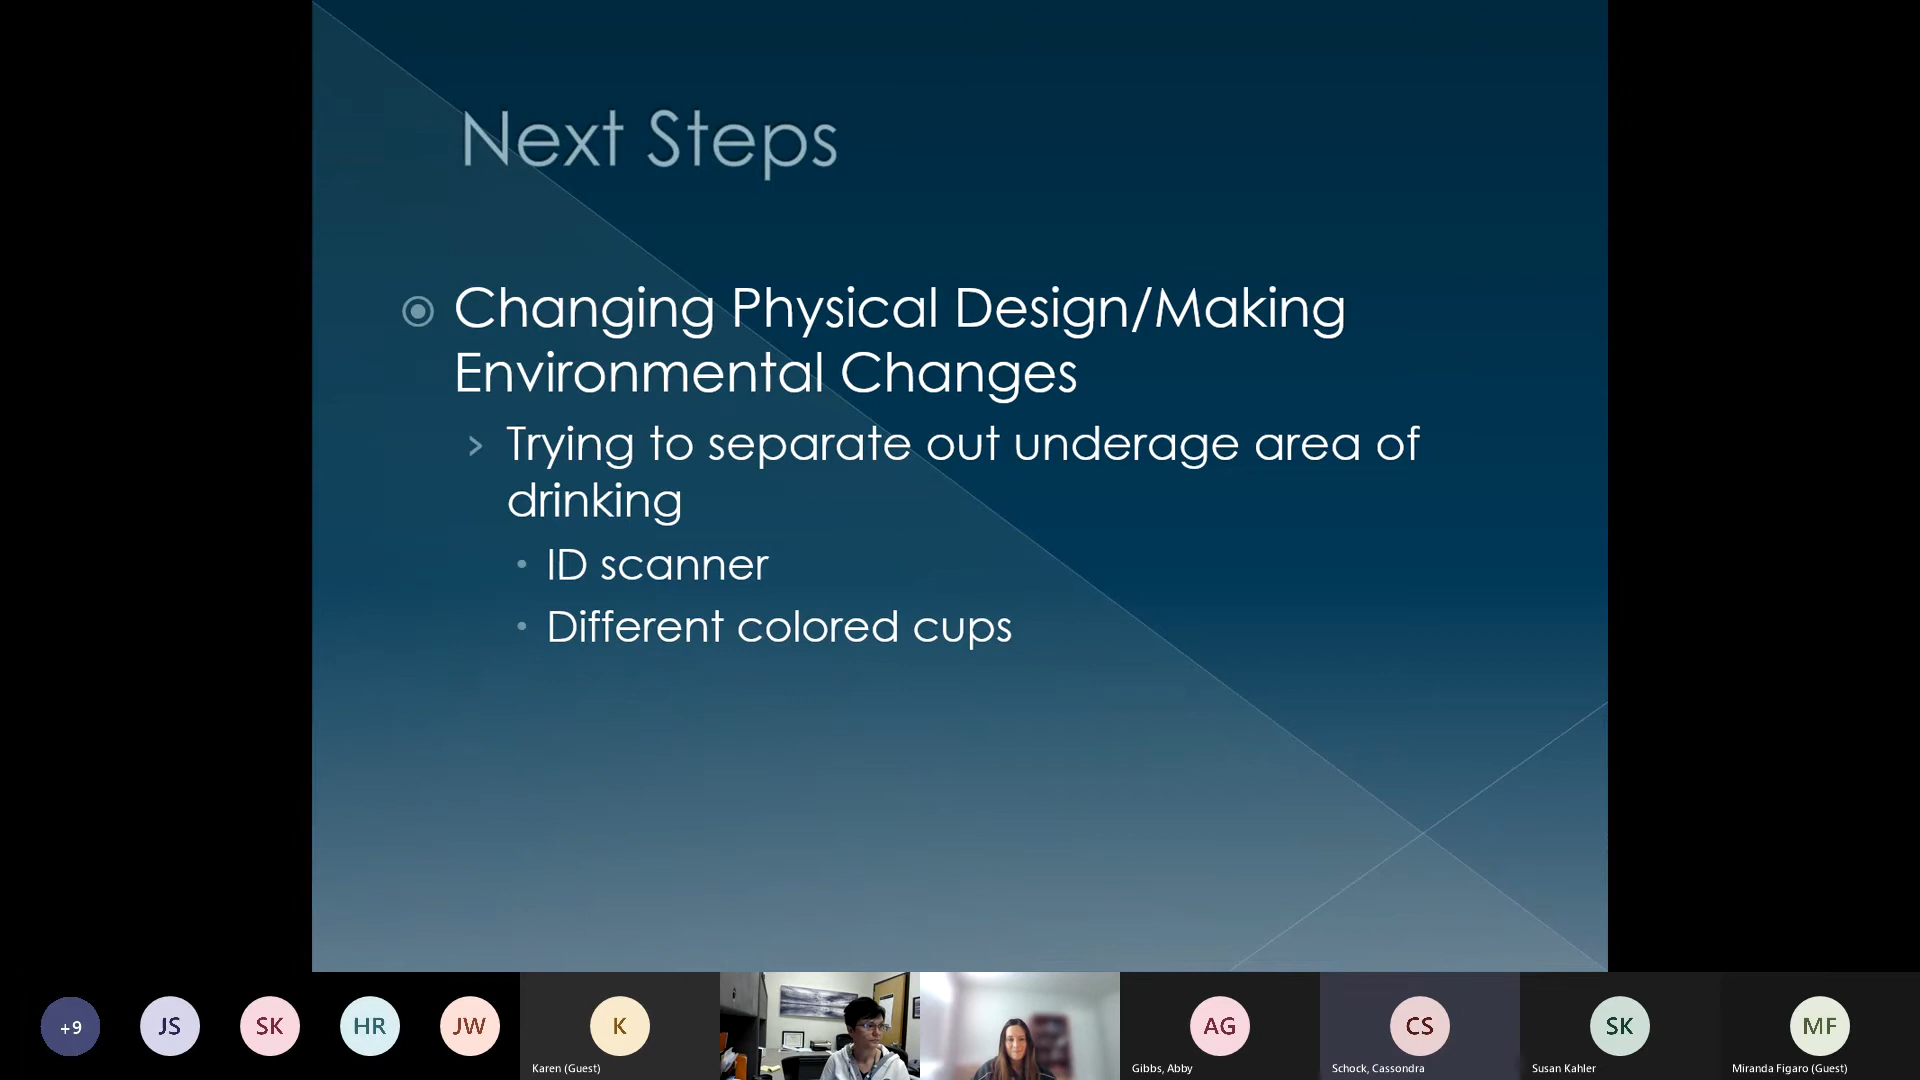 Next Steps
Changing Physical Design/Making
Environmental Changes
Trying to separate out underage area of
drinking
ID scanner
Different colored cups
+9
JS
SK
HR
JW
K
Karen (Guest)
AG
Gibbs, Abby
CS
Schock, Cassondra
SK
Susan Kahler
MF
Miranda Figaro (Guest)